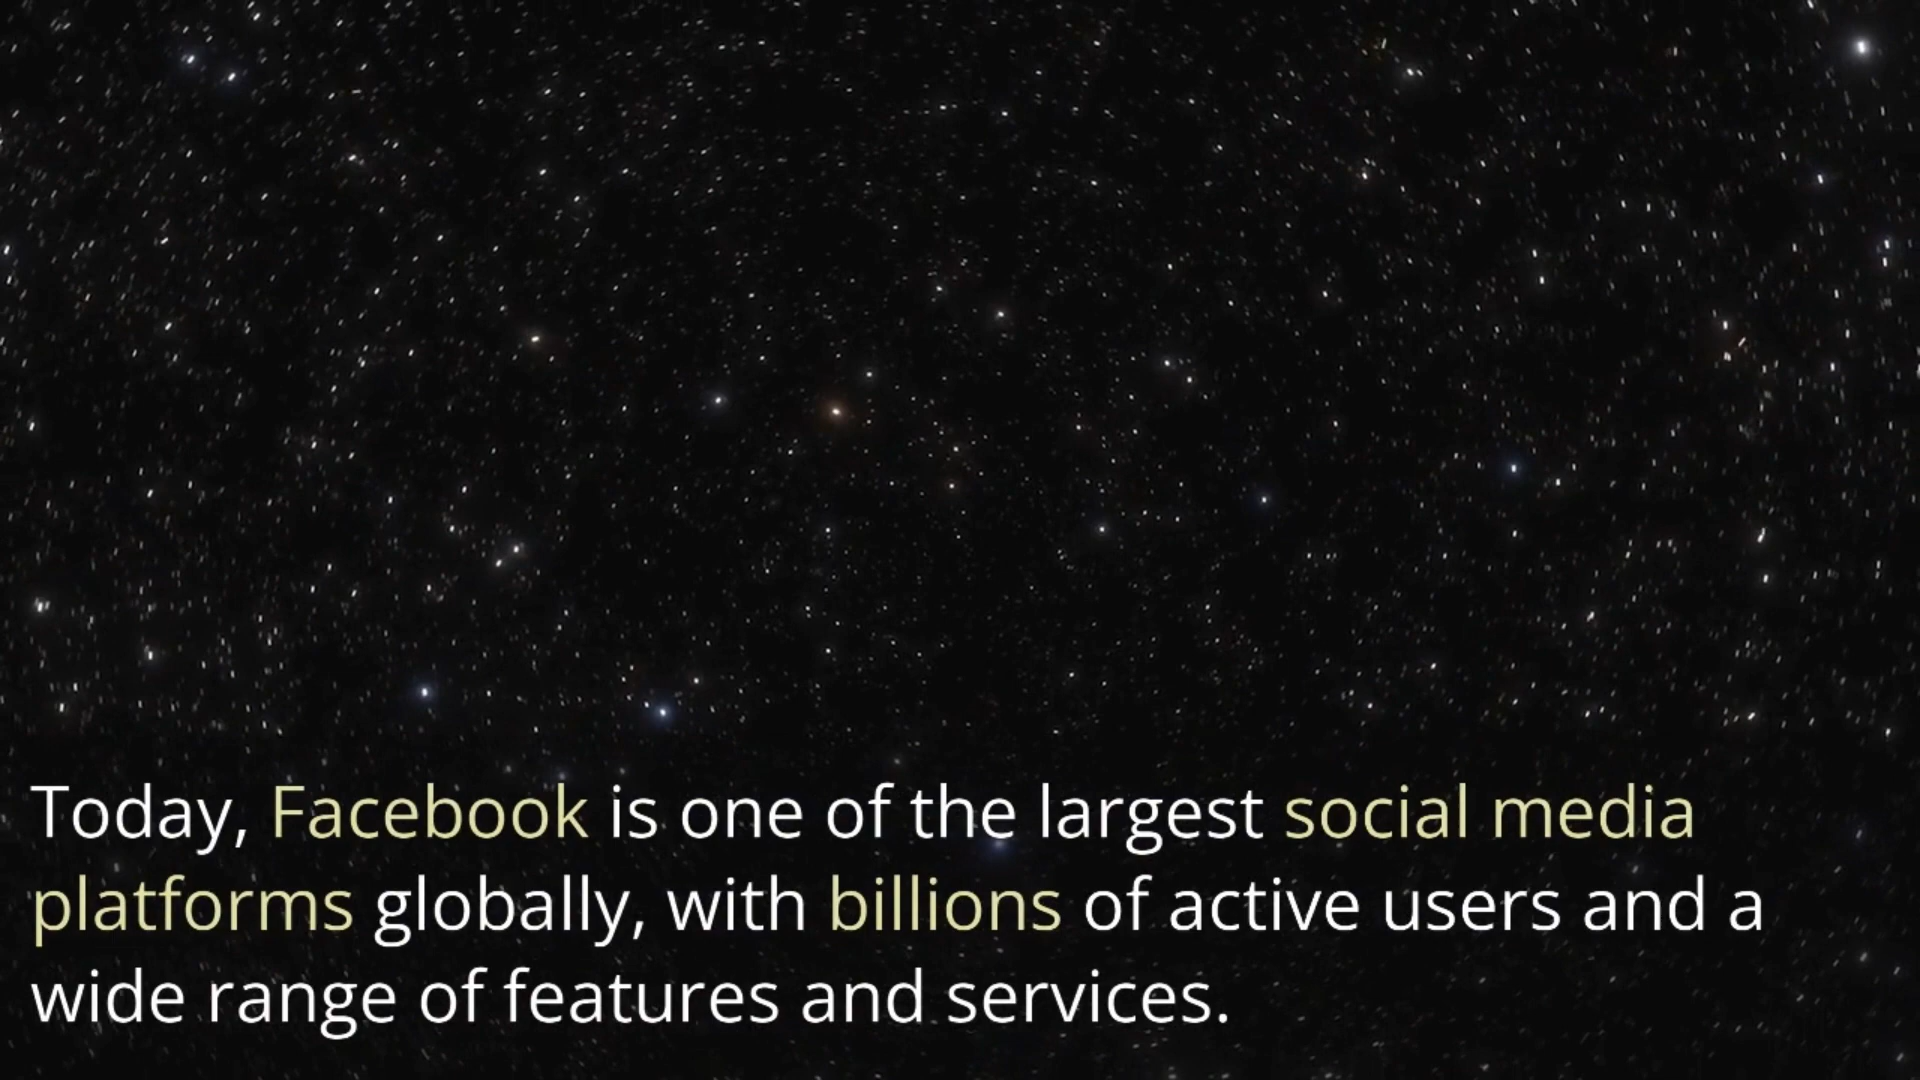 Today, Facebook is one of the largest social media
platforms globally, with billions of active users and a
wide range of features and services.